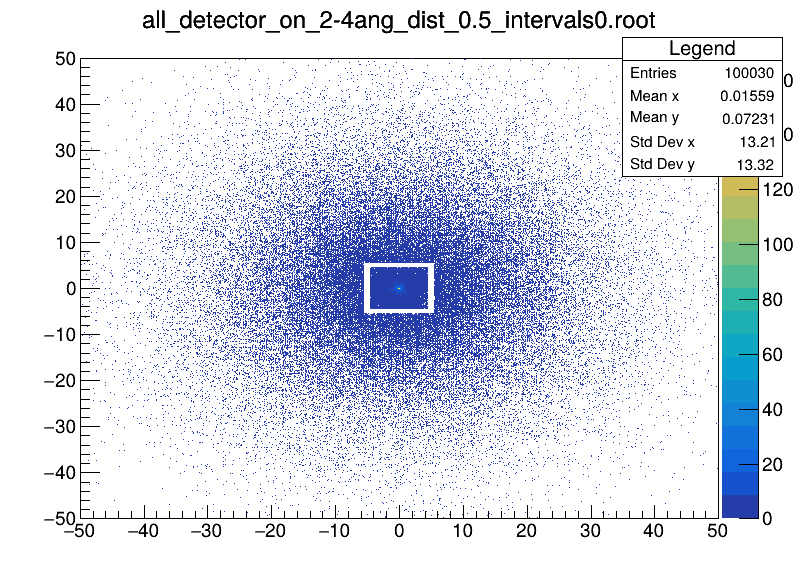 all_detector_on_2-4ang_dist_0.5_intervals0.root
Legend
Entries 100030
Mean x 0.01559
Mean y 0.07231
Std Dev x 13.21
Std Dev y 13.32
50
40
30
20
10
0
−10
−20
−30
−40
−50
−50 −40 −30 −20 −10 0 10 20 30 40 50
0
0
120
100
80
60
40
20
0